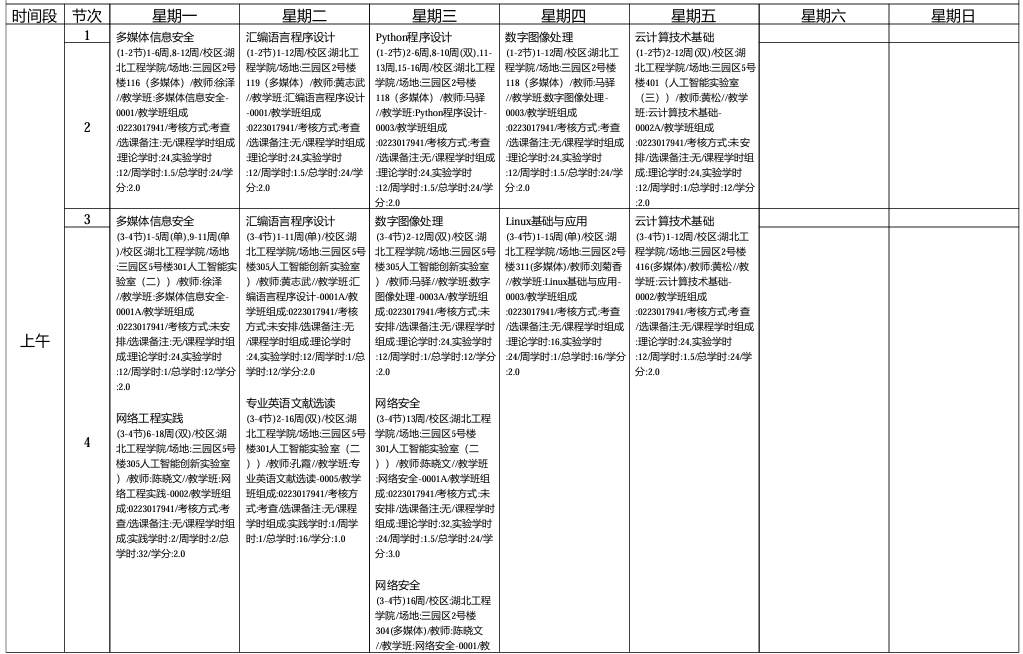 时间段 节次 星期一 星期二 星期三 星期四 星期五 星期六 星期日
上午
1
2
多媒体信息安全
(1-2节)1-6周,8-12周/校区:湖
北工程学院/场地:三园区2号
楼116（多媒体）/教师:徐泽
//教学班:多媒体信息安全-
0001/教学班组成
:0223017941/考核方式:考查
/选课备注:无/课程学时组成
:理论学时:24,实验学时
:12/周学时:1.5/总学时:24/学
分:2.0
汇编语言程序设计
(1-2节)1-12周/校区:湖北工
程学院/场地:三园区2号楼
119（多媒体）/教师:黄志武
//教学班:汇编语言程序设计
-0001/教学班组成
:0223017941/考核方式:考查
/选课备注:无/课程学时组成
:理论学时:24,实验学时
:12/周学时:1.5/总学时:24/学
分:2.0
Python程序设计
(1-2节)2-6周,8-10周(双),11-
13周,15-16周/校区:湖北工程
学院/场地:三园区2号楼
118（多媒体）/教师:马驿
//教学班:Python程序设计-
0003/教学班组成
:0223017941/考核方式:考查
/选课备注:无/课程学时组成
:理论学时:24,实验学时
:12/周学时:1.5/总学时:24/学
分:2.0
数字图像处理
(1-2节)1-12周/校区:湖北工
程学院/场地:三园区2号楼
118（多媒体）/教师:马驿
//教学班:数字图像处理-
0003/教学班组成
:0223017941/考核方式:考查
/选课备注:无/课程学时组成
:理论学时:24,实验学时
:12/周学时:1.5/总学时:24/学
分:2.0
云计算技术基础
(1-2节)2-12周(双)/校区:湖
北工程学院/场地:三园区5号
楼401（人工智能实验室
（三））/教师:黄松//教学
班:云计算技术基础-
0002A/教学班组成
:0223017941/考核方式:未安
排/选课备注:无/课程学时组
成:理论学时:24,实验学时
:12/周学时:1/总学时:12/学分
:2.0
3
4
多媒体信息安全
(3-4节)1-5周(单),9-11周(单
)/校区:湖北工程学院/场地
:三园区5号楼301人工智能实
验室（二））/教师:徐泽
//教学班:多媒体信息安全-
0001A/教学班组成
:0223017941/考核方式:未安
排/选课备注:无/课程学时组
成:理论学时:24,实验学时
:12/周学时:1/总学时:12/学分
:2.0
网络工程实践
(3-4节)6-18周(双)/校区:湖
北工程学院/场地:三园区5号
楼305人工智能创新实验室
）/教师:陈晓文//教学班:网
络工程实践-0002/教学班组
成:0223017941/考核方式:考
查/选课备注:无/课程学时组
成:实践学时:2/周学时:2/总
学时:32/学分:2.0
汇编语言程序设计
(3-4节)1-11周(单)/校区:湖
北工程学院/场地:三园区5号
楼305人工智能创新实验室
）/教师:黄志武//教学班:汇
编语言程序设计-0001A/教
学班组成:0223017941/考核
方式:未安排/选课备注:无
/课程学时组成:理论学时
:24,实验学时:12/周学时:1/总
学时:12/学分:2.0
专业英语文献选读
(3-4节)2-16周(双)/校区:湖
北工程学院/场地:三园区5号
楼301人工智能实验室（二
））/教师:孔霞//教学班:专
业英语文献选读-0005/教学
班组成:0223017941/考核方
式:考查/选课备注:无/课程
学时组成:实践学时:1/周学
时:1/总学时:16/学分:1.0
数字图像处理
(3-4节)2-12周(双)/校区:湖
北工程学院/场地:三园区5号
楼305人工智能创新实验室
）/教师:马驿//教学班:数字
图像处理-0003A/教学班组
成:0223017941/考核方式:未
安排/选课备注:无/课程学时
组成:理论学时:24,实验学时
:12/周学时:1/总学时:12/学分
:2.0
网络安全
(3-4节)13周/校区:湖北工程
学院/场地:三园区5号楼
301人工智能实验室（二
））/教师:陈晓文//教学班
:网络安全-0001A/教学班组
成:0223017941/考核方式:未
安排/选课备注:无/课程学时
组成:理论学时:32,实验学时
:24/周学时:1.5/总学时:24/学
分:3.0
网络安全
(3-4节)16周/校区:湖北工程
学院/场地:三园区2号楼
304(多媒体)/教师:陈晓文
//教学班:网络安全-0001/教
Linux基础与应用
(3-4节)1-15周(单)/校区:湖
北工程学院/场地:三园区2号
楼311(多媒体)/教师:刘菊香
//教学班:Linux基础与应用-
0003/教学班组成
:0223017941/考核方式:考查
/选课备注:无/课程学时组成
:理论学时:16,实验学时
:24/周学时:1/总学时:16/学分
:2.0
云计算技术基础
(3-4节)1-12周/校区:湖北工
程学院/场地:三园区2号楼
416(多媒体)/教师:黄松//教
学班:云计算技术基础-
0002/教学班组成
:0223017941/考核方式:考查
/选课备注:无/课程学时组成
:理论学时:24,实验学时
:12/周学时:1.5/总学时:24/学
分:2.0